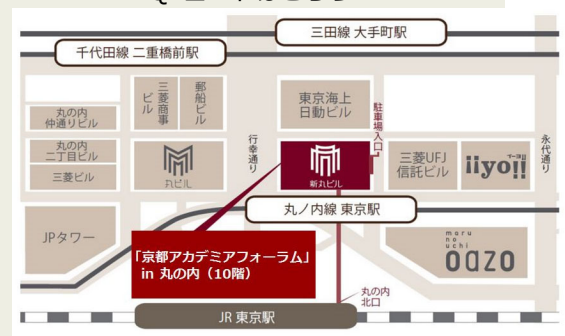 三田線 大手町駅
千代田線 二重橋前駅
三菱商事
ビル
郵船ビル
東京海上
日動ビル
駐車場入口
丸の内
仲通りビル
丸の内
二丁目ビル
三菱ビル
丸ビル
行幸通り
新丸ビル
三菱UFJ
信託ビル
iiyo!!
イーヨ!!
永代通り
丸ノ内線 東京駅
JPタワー
「京都アカデミアフォーラム」
in 丸の内（10階）
maru
no
uchi
OAZO
丸の内
北口
JR 東京駅